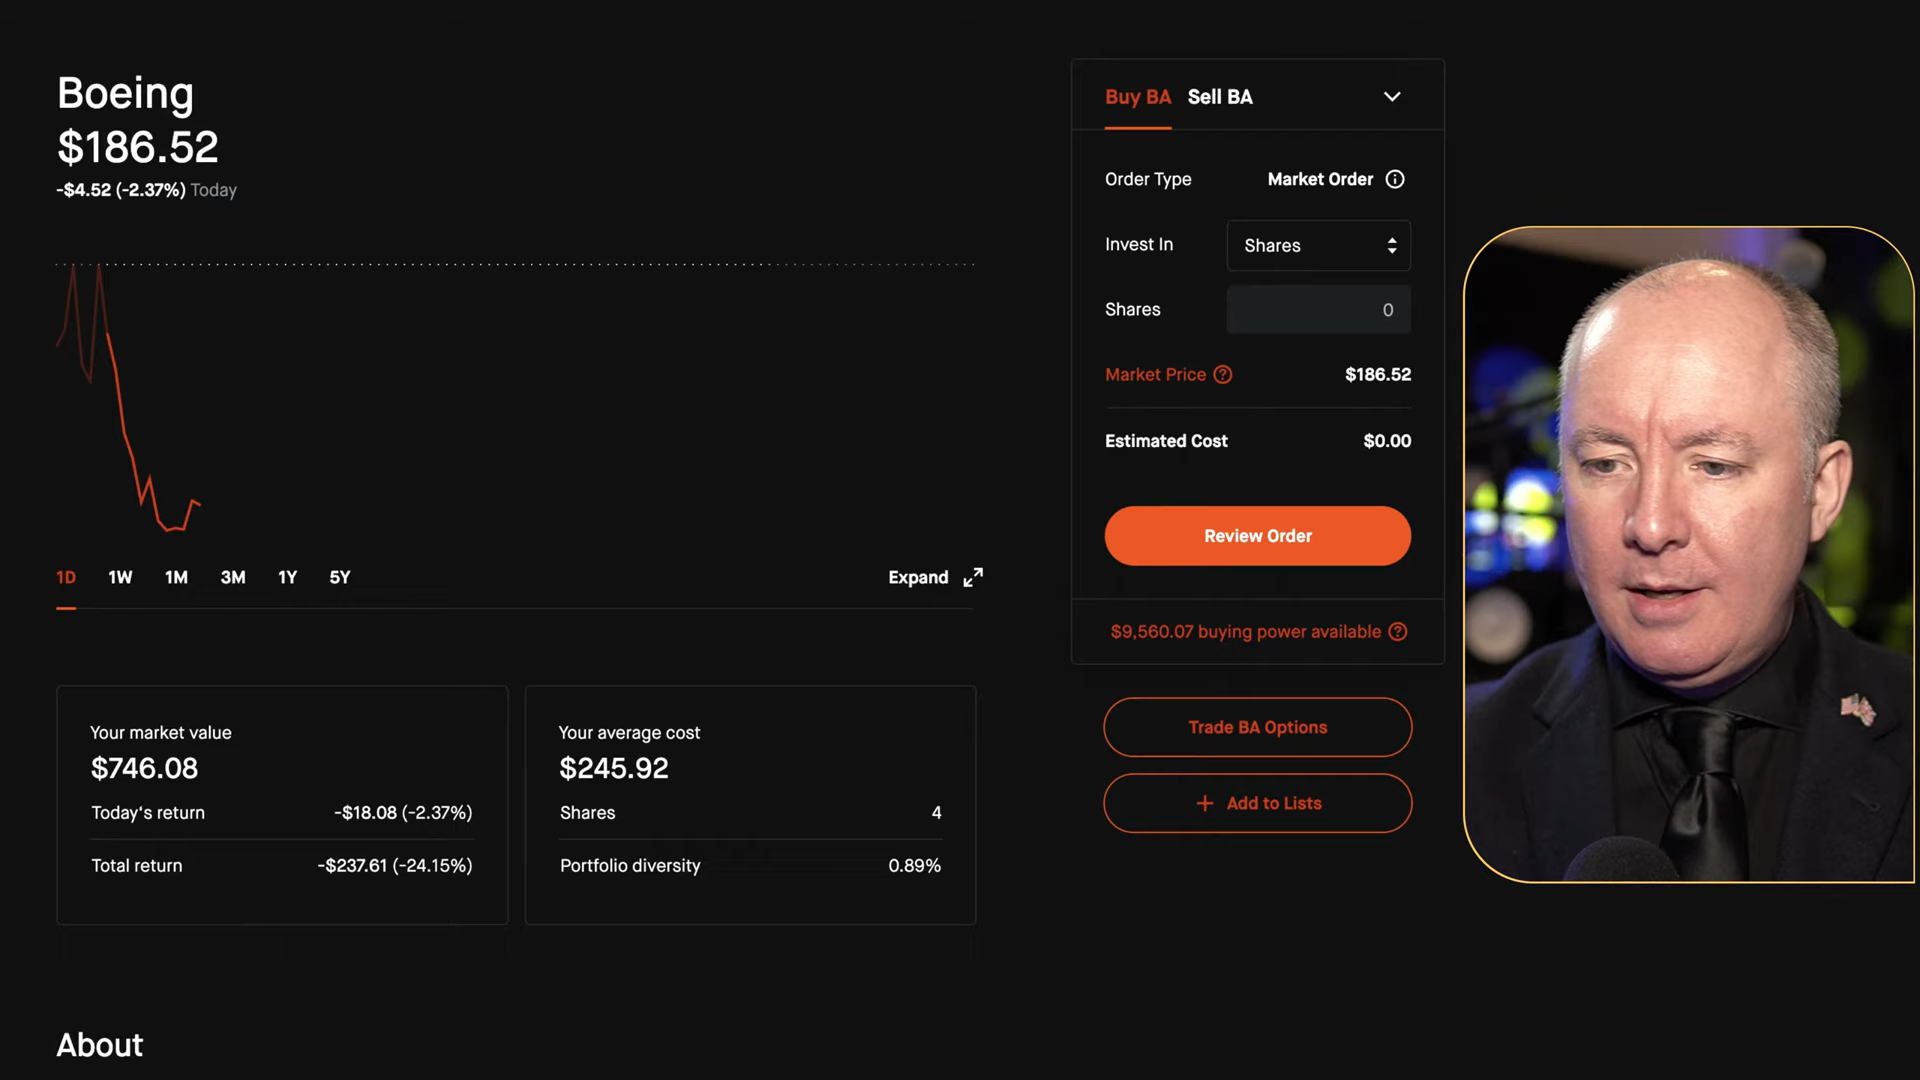 Boeing
$186.52
-$4.52 (-2.37%) Today
1D 1W 1M 3M 1Y 5Y
Expand
Your market value
$746.08
Today's return -$18.08 (-2.37%)
Total return -$237.61 (-24.15%)
Your average cost
$245.92
Shares 4
Portfolio diversity 0.89%
About
Buy BA Sell BA
Order Type Market Order
Invest In Shares
Shares 0
Market Price $186.52
Estimated Cost $0.00
Review Order
$9,560.07 buying power available
Trade BA Options
+ Add to Lists